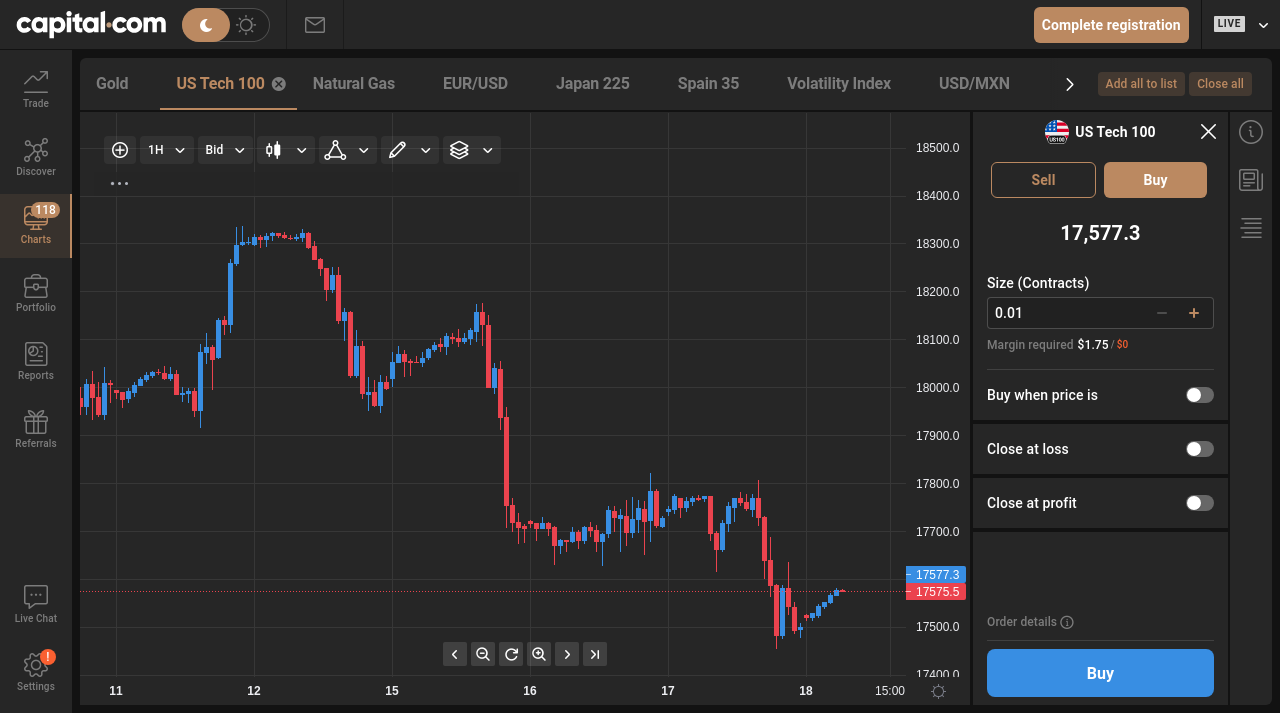 capital.com
Complete registration
LIVE
Trade
Discover
118
Charts
Portfolio
Reports
Referrals
Live Chat
!
Settings
Gold
US Tech 100
Natural Gas
EUR/USD
Japan 225
Spain 35
Volatility Index
USD/MXN
Add all to list
Close all
1H
Bid
18500.0
18400.0
18300.0
18200.0
18100.0
18000.0
17900.0
17800.0
17700.0
17577.3
17575.5
17500.0
17400.0
11
12
15
16
17
18
15:00
US100
US Tech 100
Sell
Buy
17,577.3
Size (Contracts)
0.01
Margin required $1.75 / $0
Buy when price is
Close at loss
Close at profit
Order details
Buy